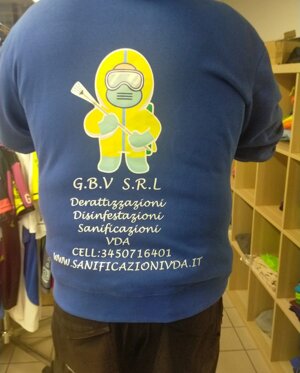 G.B.V S.R.L
Derattizzazioni
Disinfestazioni
Sanificazioni
VDA
CELL:3450716401
WWW.SANIFICAZIONIVDA.IT